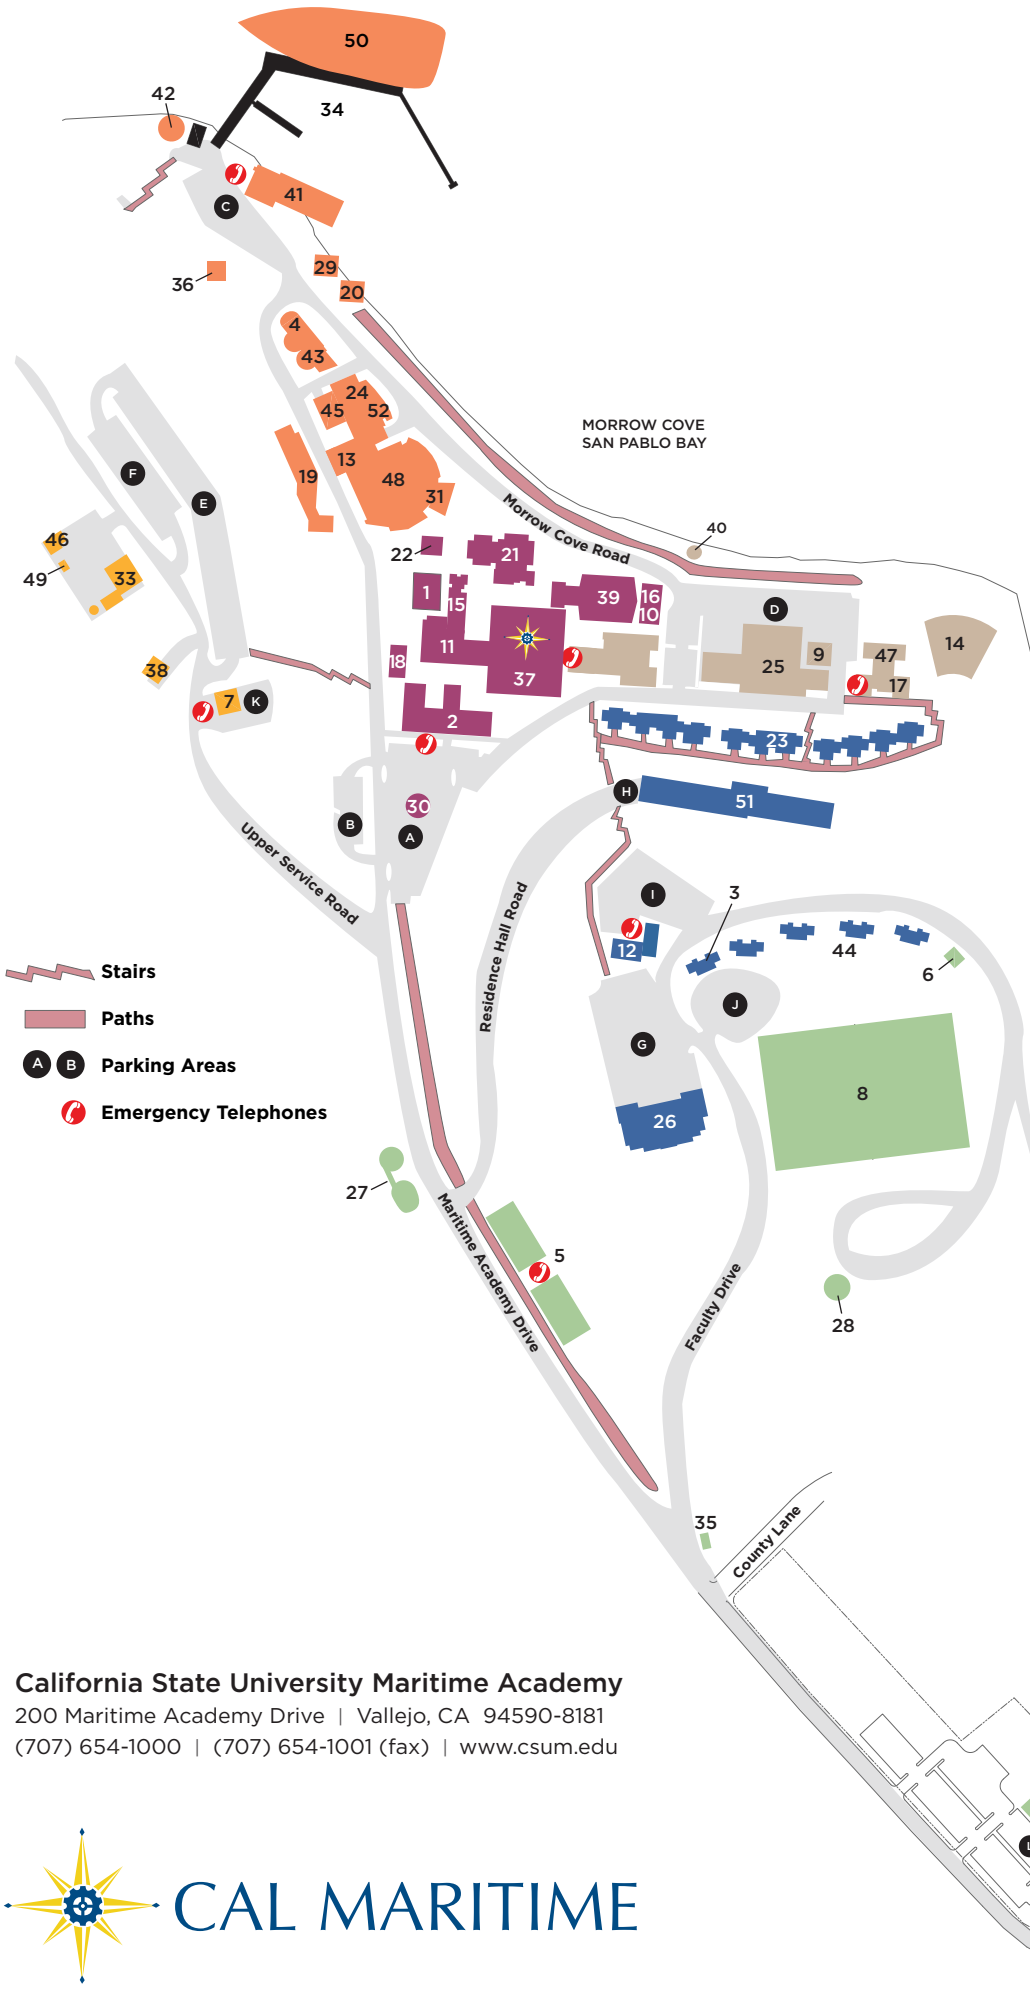 50
42
34
41
C
29
36
20
4
43
24
45
52
MORROW COVE
SAN PABLO BAY
13
19
48
31
F
E
Morrow Cove Road
40
46
22
21
49
33
1
15
39
16
10
D
11
18
37
25
9
47
14
17
38
7
K
2
23
H
51
30
B
A
Upper Service Road
I
3
12
44
6
Residence Hall Road
Stairs
J
Paths
G
A B Parking Areas
8
Emergency Telephones
26
27
Maritime Academy Drive
5
Faculty Drive
28
35
County Lane
California State University Maritime Academy
200 Maritime Academy Drive | Vallejo, CA 94590-8181
(707) 654-1000 | (707) 654-1001 (fax) | www.csum.edu
L
CAL MARITIME